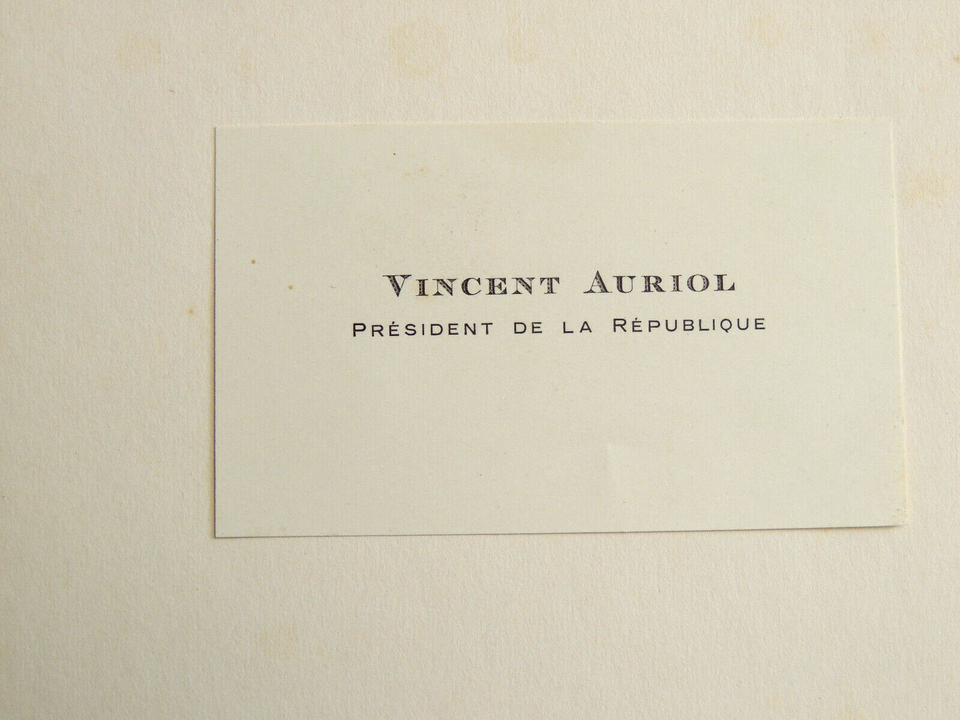 VINCENT AURIOL
PRÉSIDENT DE LA RÉPUBLIQUE